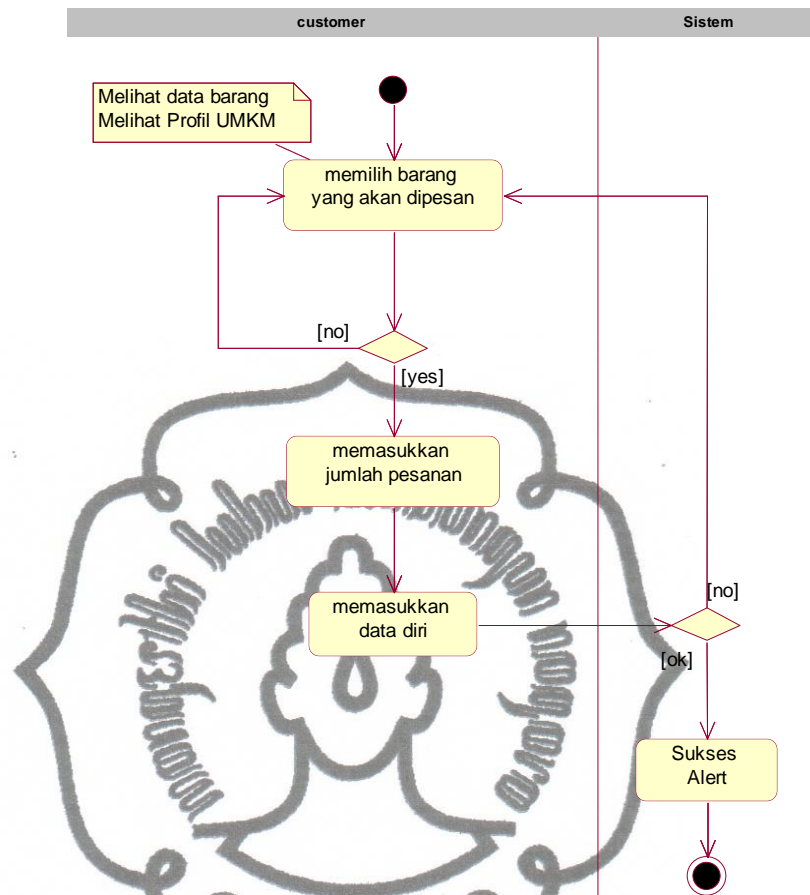 customer
Sistem
Melihat data barang
Melihat Profil UMKM
memilih barang
yang akan dipesan
[no]
[yes]
memasukkan
jumlah pesanan
memasukkan
data diri
[no]
[ok]
Sukses
Alert